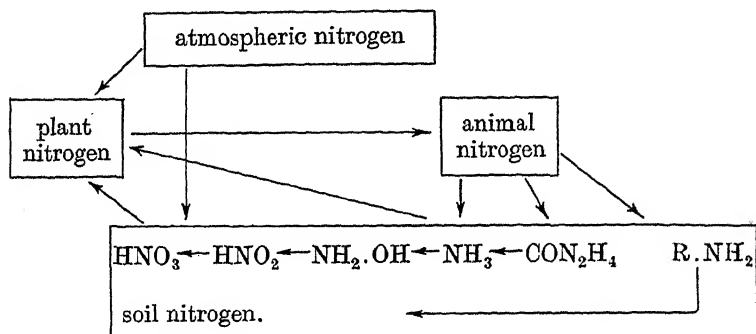 atmospheric nitrogen
plant
nitrogen
animal
nitrogen
HNO₃←HNO₂←NH₂.OH←NH₃←CON₂H₄ R.NH₂
soil nitrogen.